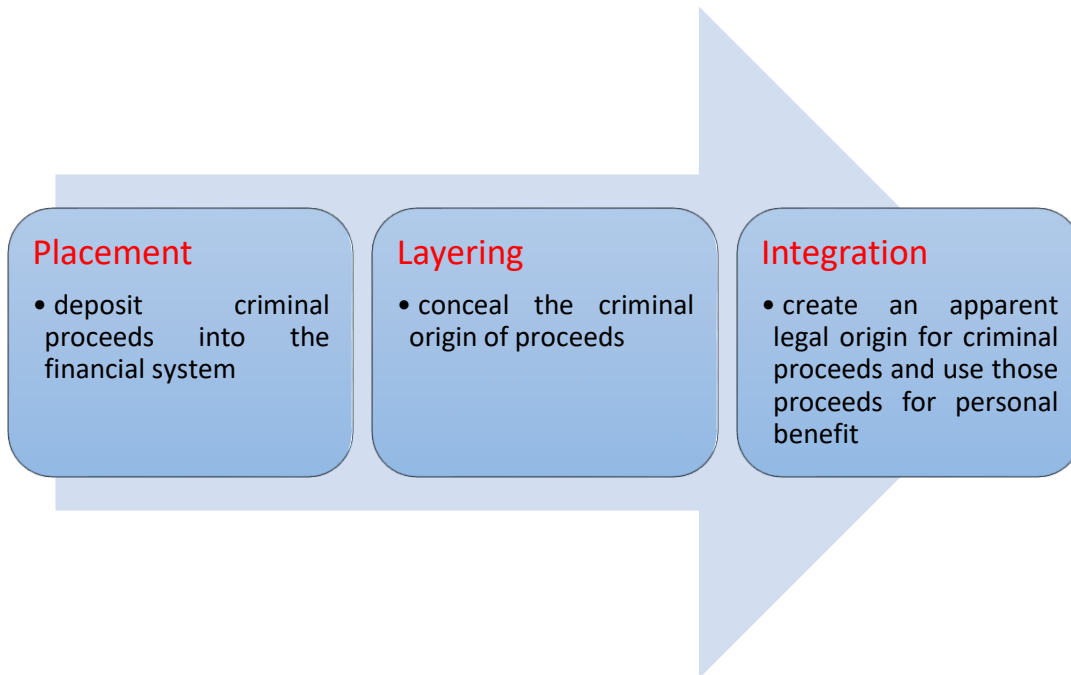 Placement
• deposit criminal
proceeds into the
financial system
Layering
• conceal the criminal
origin of proceeds
Integration
• create an apparent
legal origin for criminal
proceeds and use those
proceeds for personal
benefit